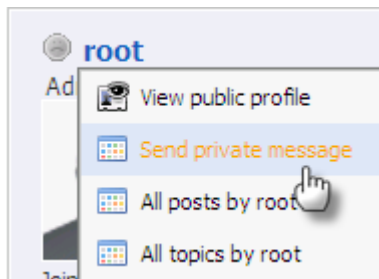 root
Ad
View public profile
Send private message
All posts by root
All topics by root
Join